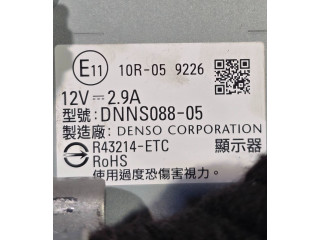 E11 10R-05 9226
12V⎓2.9A
型號:DNNS088-05
製造廠:DENSO CORPORATION
R43214-ETC 顯示器
RoHS
使用過度恐傷害視力。